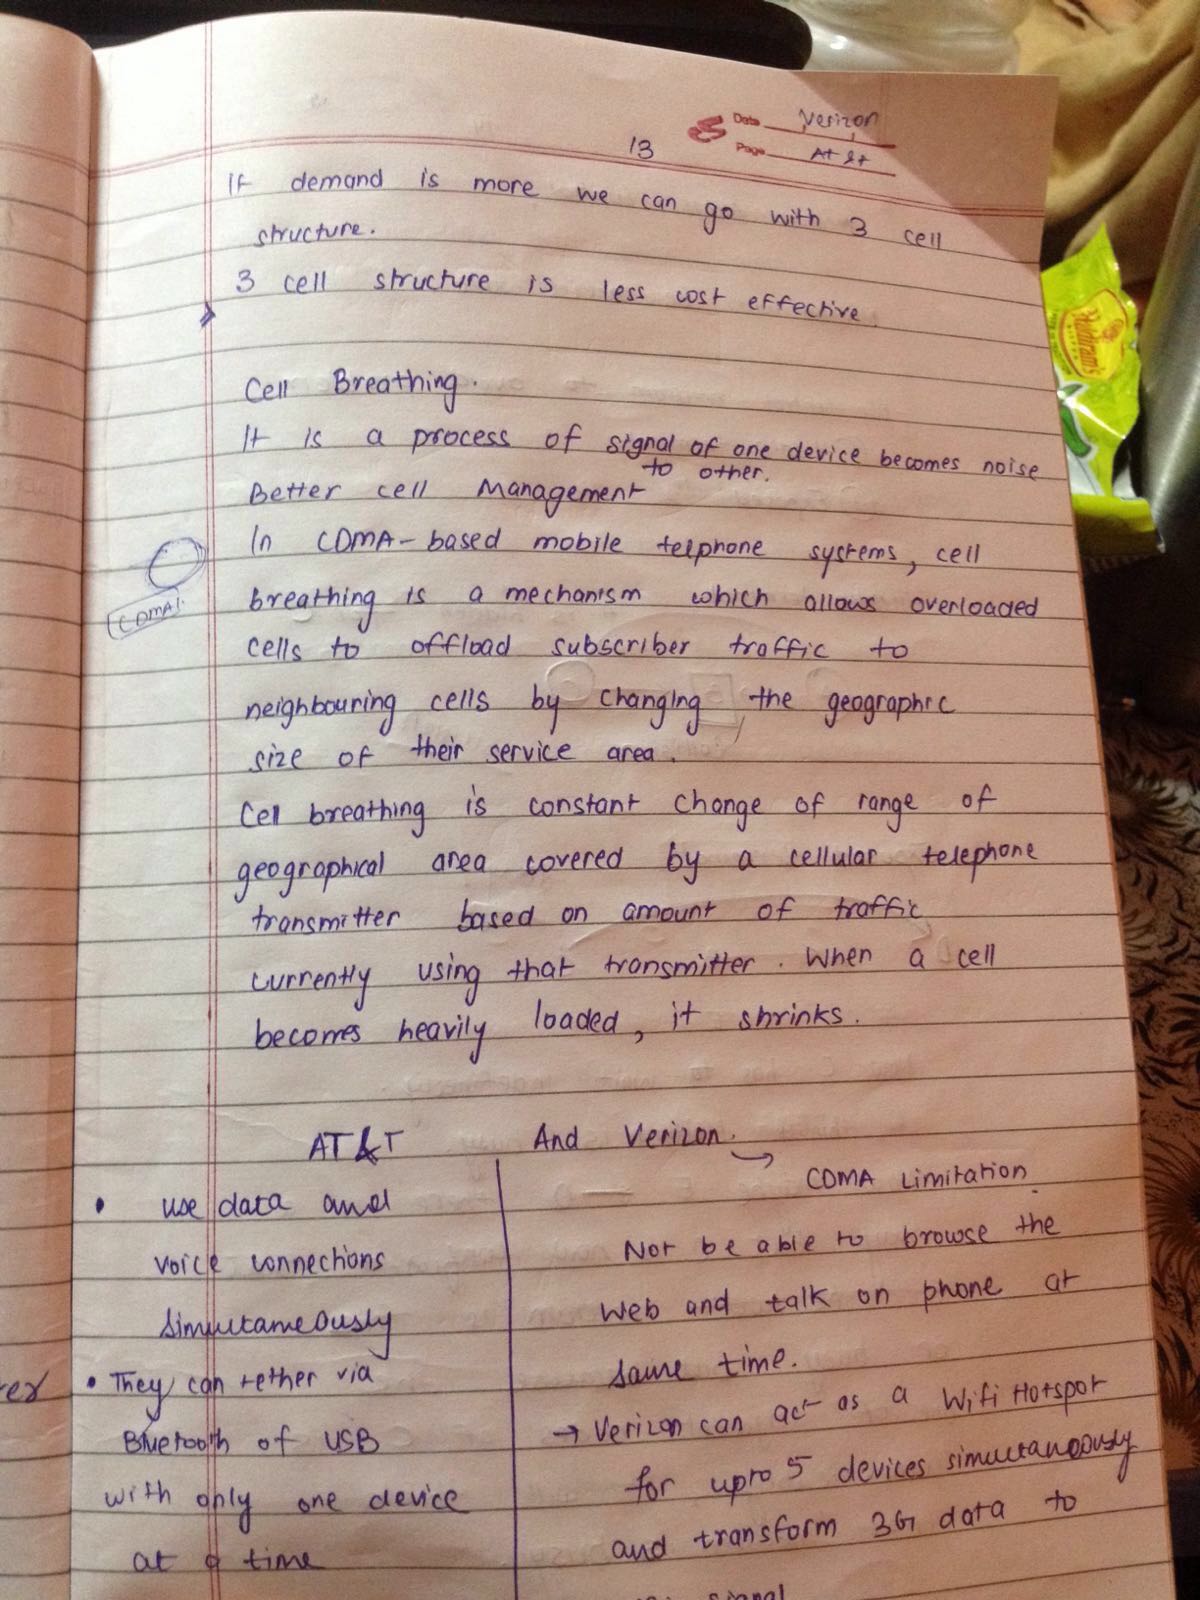 Date Verizon
Page AT &t
13
If demand is more we can go with 3 cell
structure.
3 cell structure is less cost effective.
Cell Breathing.
It is a process of signal of one device becomes noise
to other.
Better cell Management
In CDMA-based mobile telphone systems, cell
CDMA
breathing is a mechanism which allows overloaded
cells to offload subscriber traffic to
neighbouring cells by changing the geographic
size of their service area.
Cel breathing is constant change of range of
geographical area covered by a cellular telephone
transmitter based on amount of traffic
currently using that transmitter. When a cell
becomes heavily loaded, it shrinks.
AT&T And Verizon.
CDMA Limitation.
• use data and
voice connections
simultaneously
• They can tether via
Bluetooth of USB
with only one device
at a time
Not be able to browse the
Web and talk on phone at
same time.
→ Verizon can act as a Wifi Hotspot
for upto 5 devices simultaneously
and transform 3G data to
signal
Haldiram's